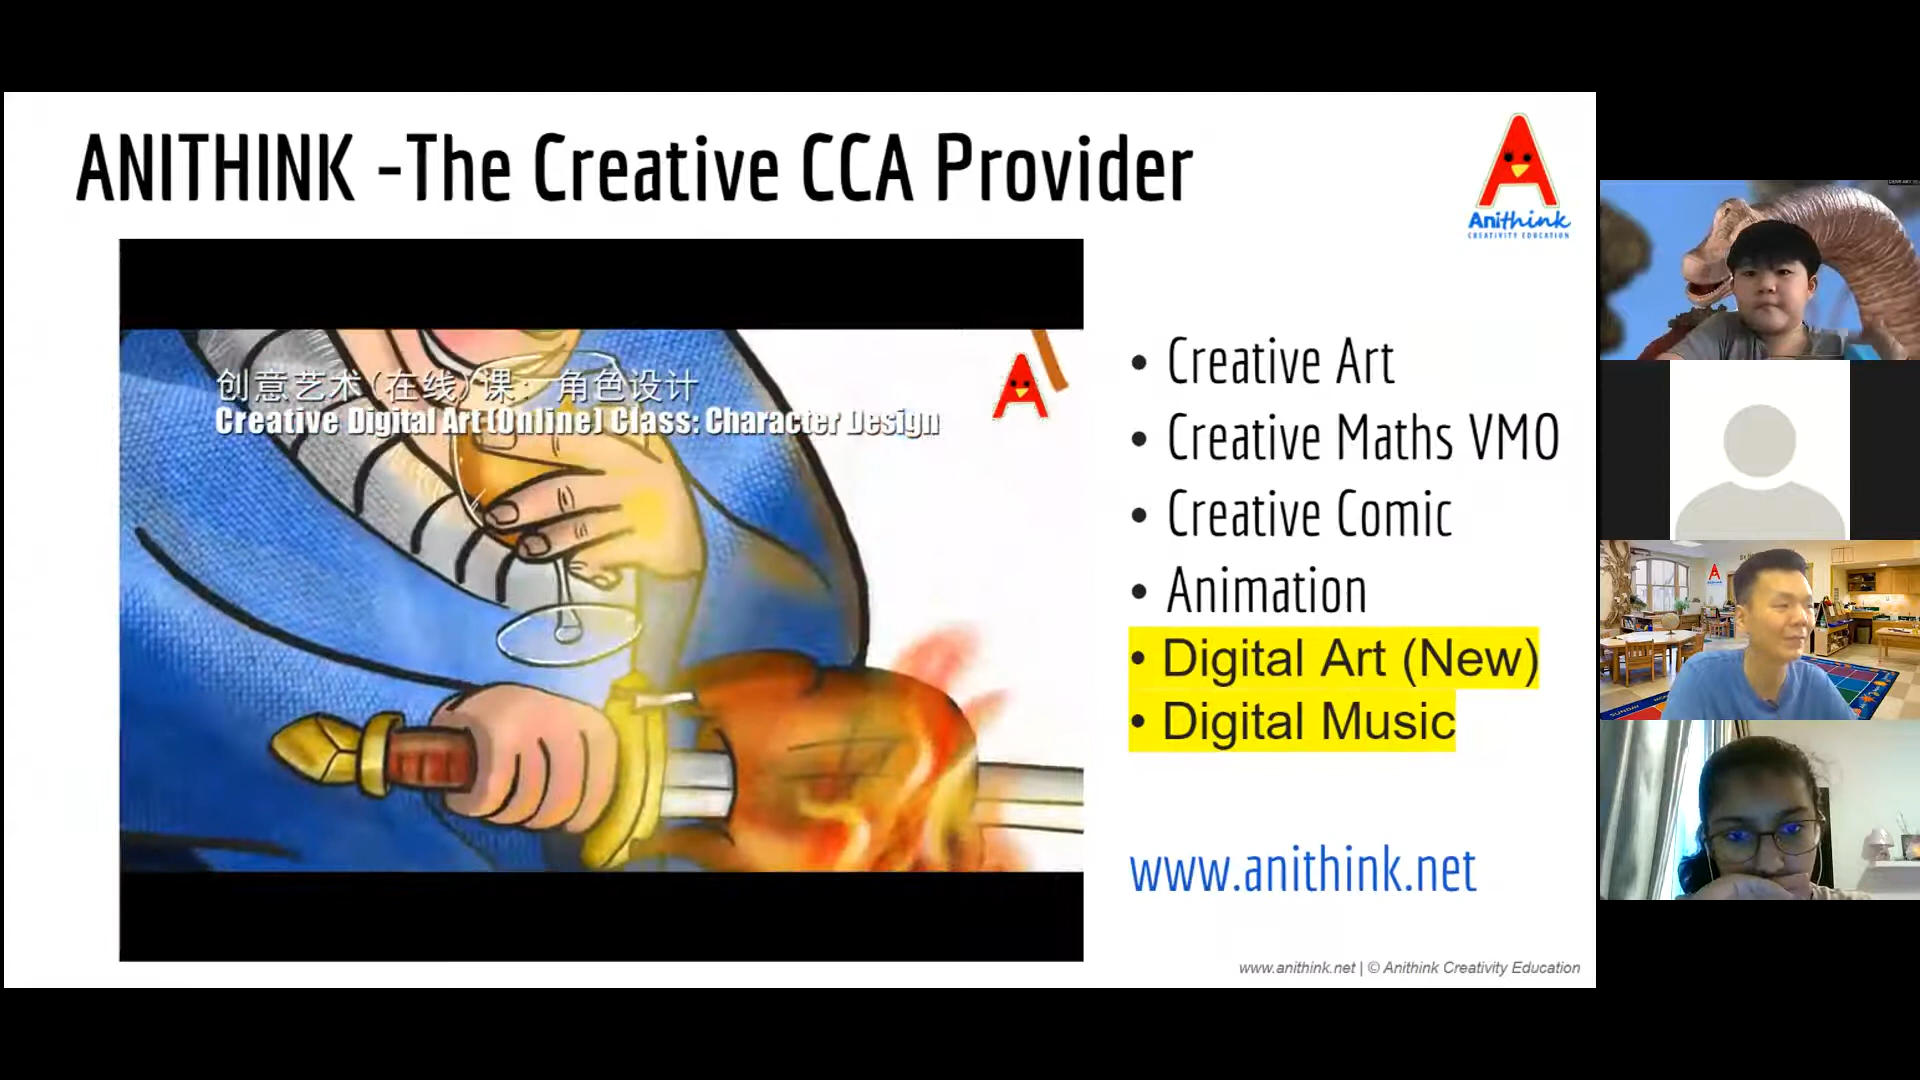 ANITHINK -The Creative CCA Provider
Anithink
CREATIVITY EDUCATION
创意艺术(在线)课: 角色设计
Creative Digital Art (Online) Class: Character Design
• Creative Art
• Creative Maths VMO
• Creative Comic
• Animation
• Digital Art (New)
• Digital Music
www.anithink.net
www.anithink.net | © Anithink Creativity Education
SUNDAY